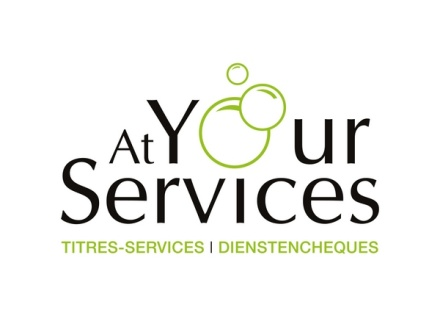 At Your
Services
TITRES-SERVICES | DIENSTENCHEQUES